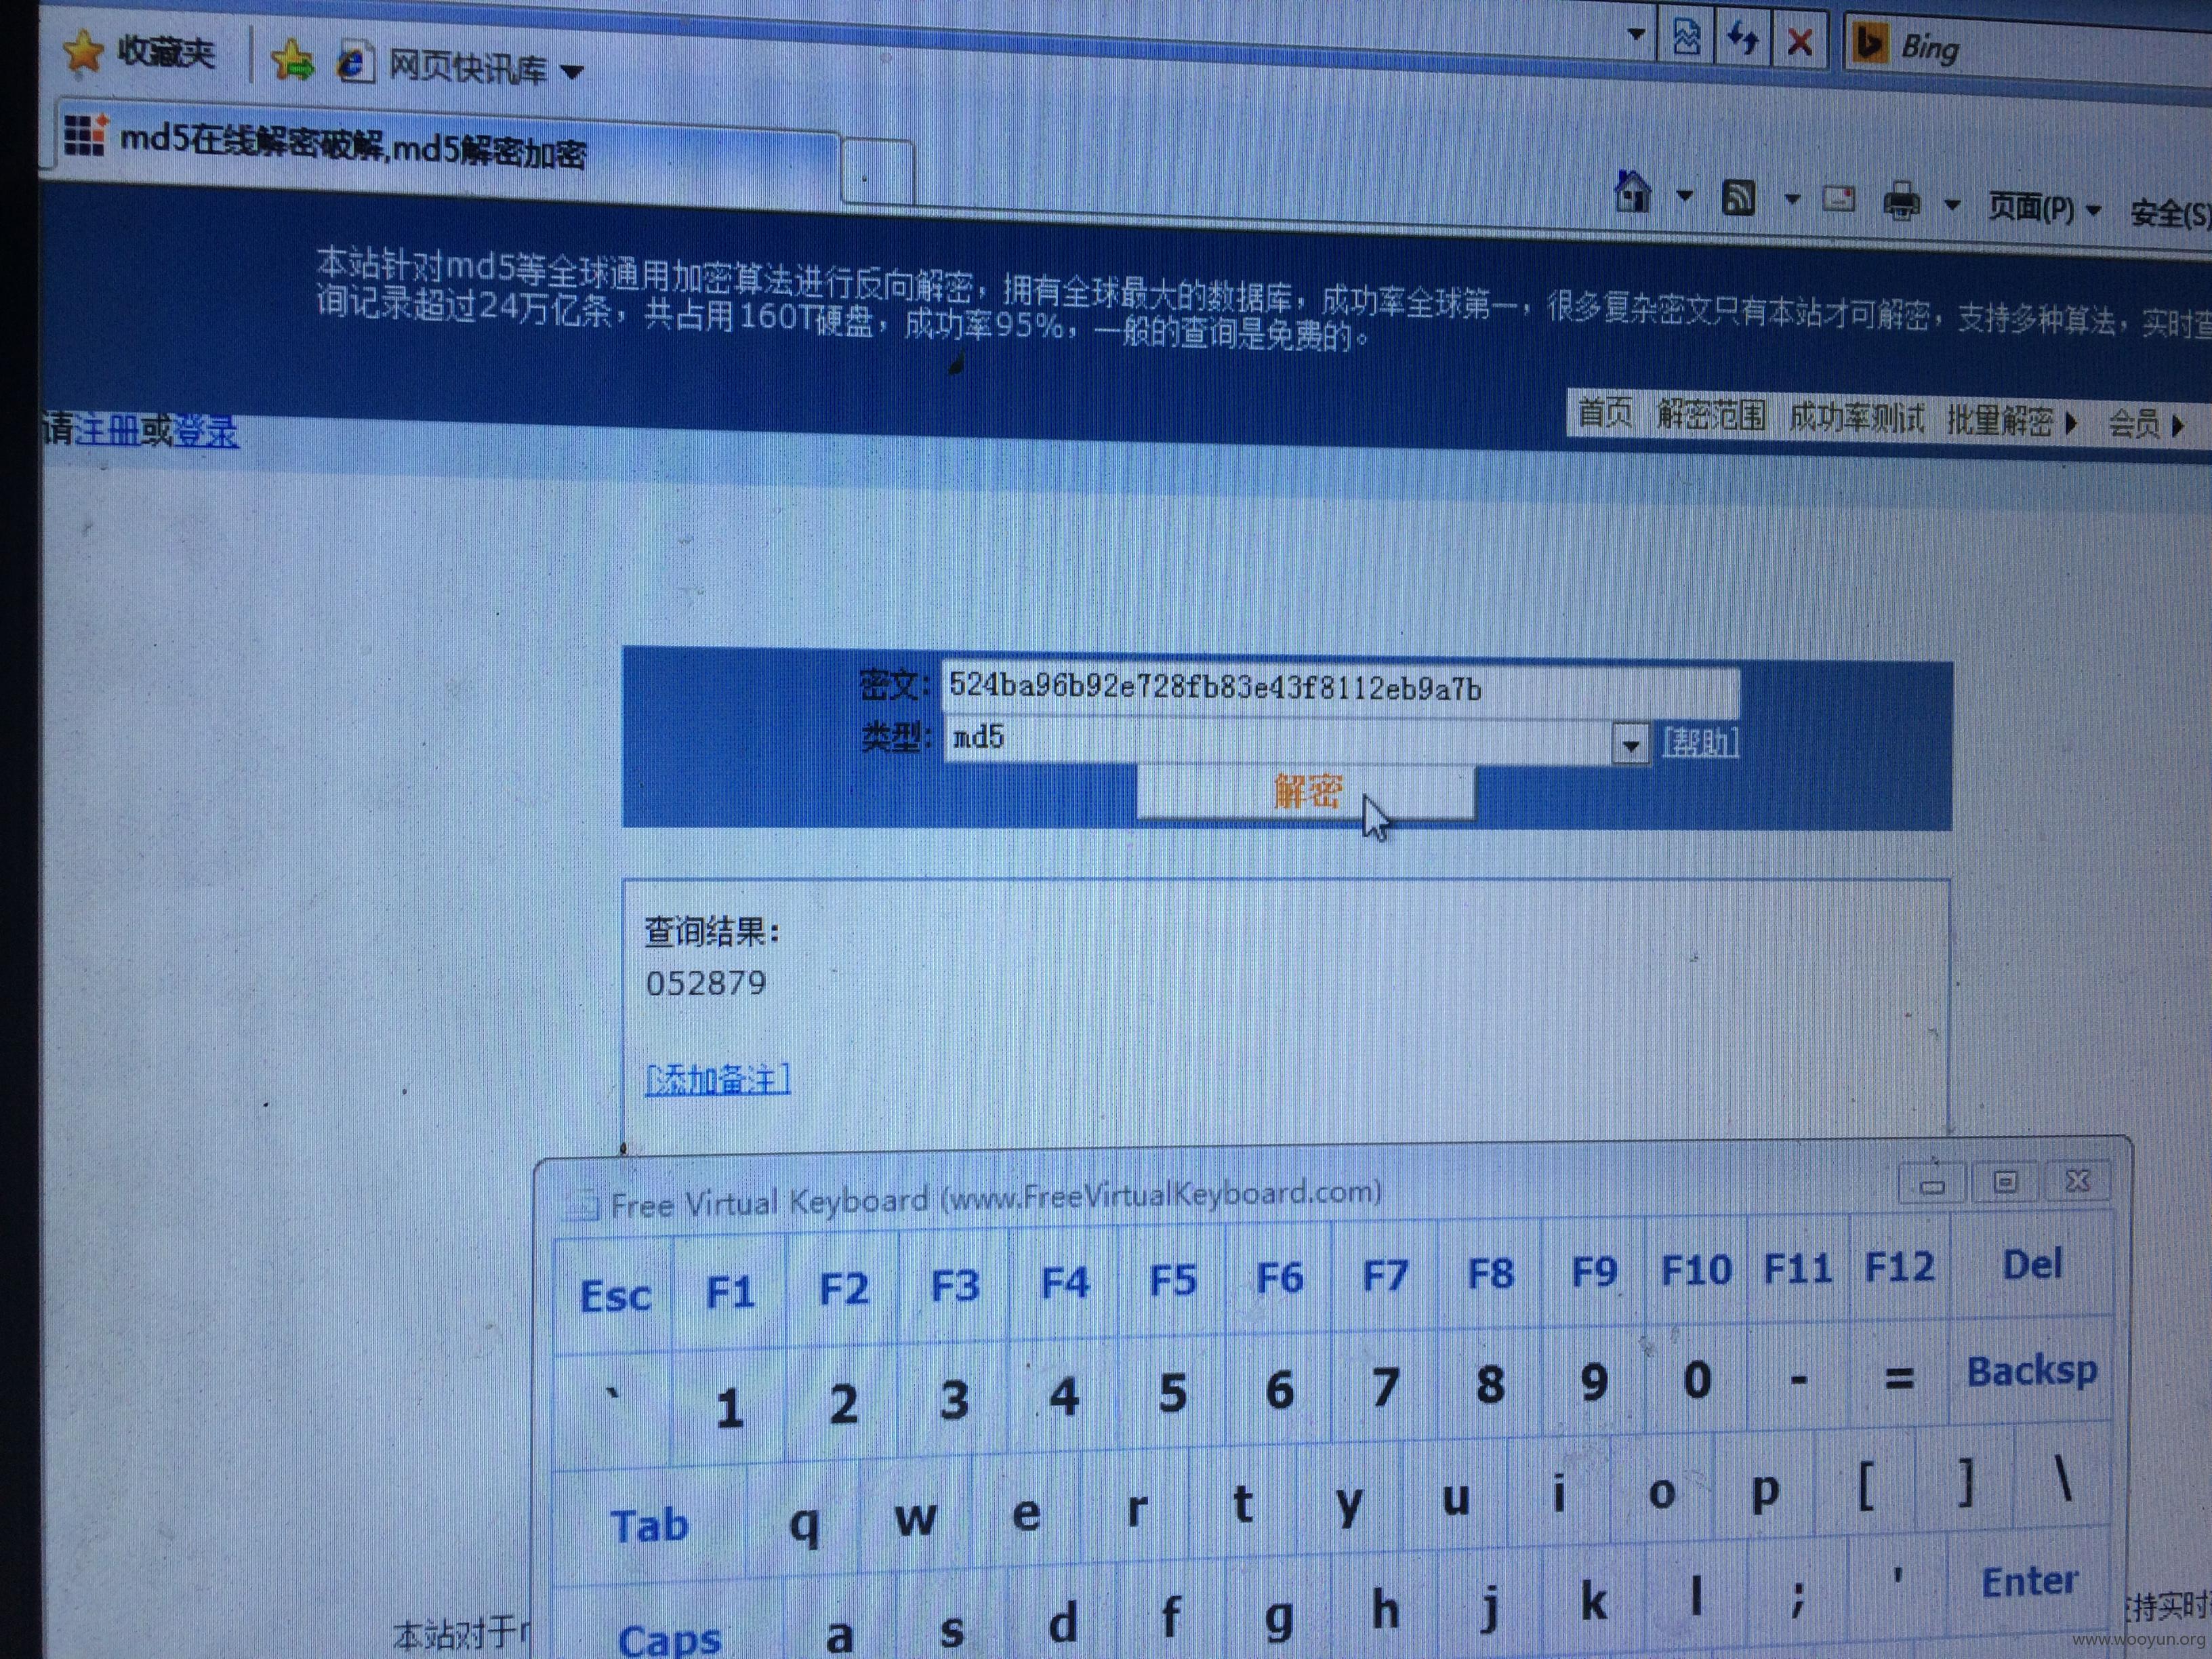 Bing
收藏夹
网页快讯库
md5在线解密破解,md5解密加密
页面(P)
安全(S)
本站针对md5等全球通用加密算法进行反向解密，拥有全球最大的数据库，成功率全球第一，很多复杂密文只有本站才可解密，支持多种算法，实时查
询记录超过24万亿条，共占用160T硬盘，成功率95%，一般的查询是免费的。
首页 解密范围 成功率测试 批量解密 会员
请注册或登录
密文: 524ba96b92e728fb83e43f8112eb9a7b
类型: md5 [帮助]
解密
查询结果:
052879
[添加备注]
Free Virtual Keyboard (www.FreeVirtualKeyboard.com)
Esc F1 F2 F3 F4 F5 F6 F7 F8 F9 F10 F11 F12 Del
` 1 2 3 4 5 6 7 8 9 0 - = Backsp
Tab q w e r t y u i o p [ ] \
Caps a s d f g h j k l ; ' Enter
本站对于
持实时
www.wooyun.org